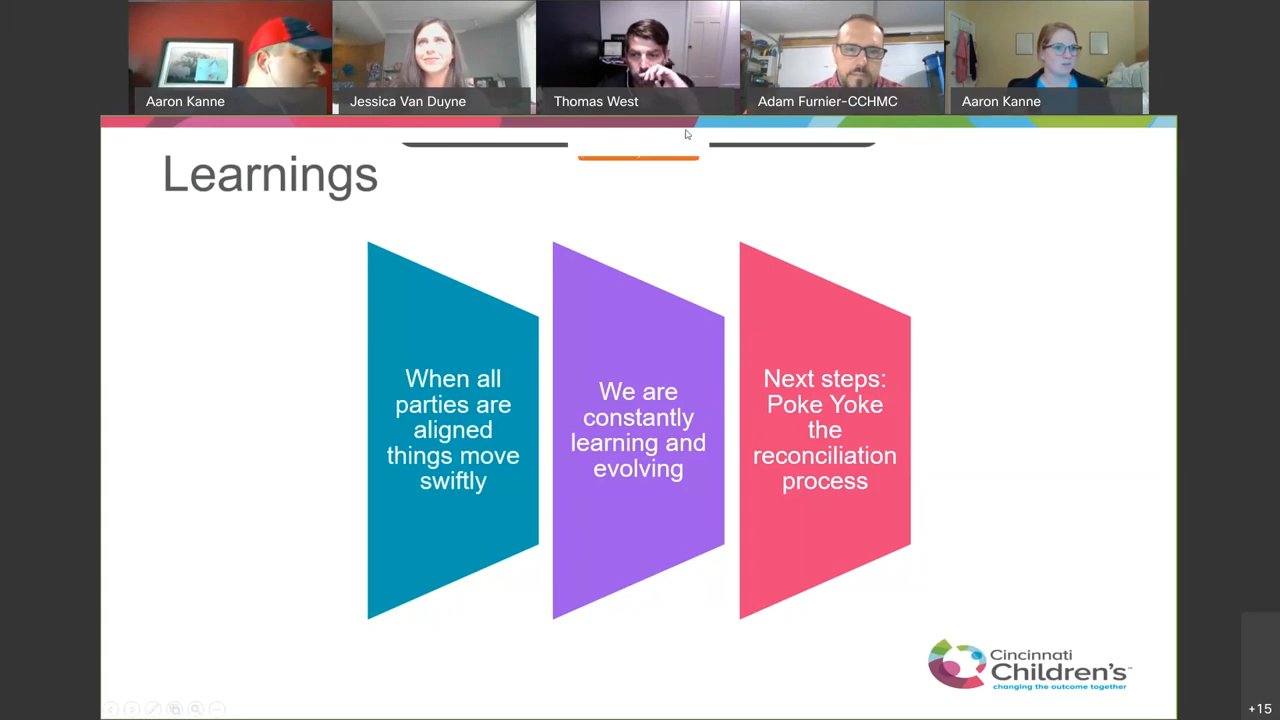 Aaron Kanne
Jessica Van Duyne
Thomas West
Adam Furnier-CCHMC
Aaron Kanne
Learnings
When all
parties are
aligned
things move
swiftly
We are
constantly
learning and
evolving
Next steps:
Poke Yoke
the
reconciliation
process
Cincinnati
Children's™
changing the outcome together
+15